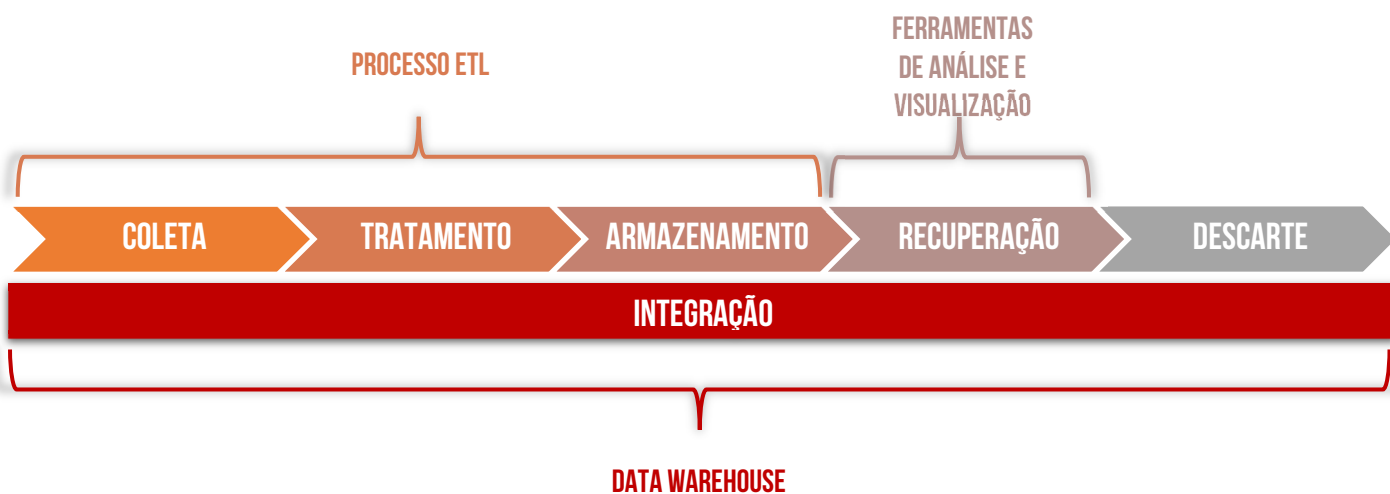 FERRAMENTAS
DE ANÁLISE E
VISUALIZAÇÃO
PROCESSO ETL
COLETA
TRATAMENTO
ARMAZENAMENTO
RECUPERAÇÃO
DESCARTE
INTEGRAÇÃO
DATA WAREHOUSE